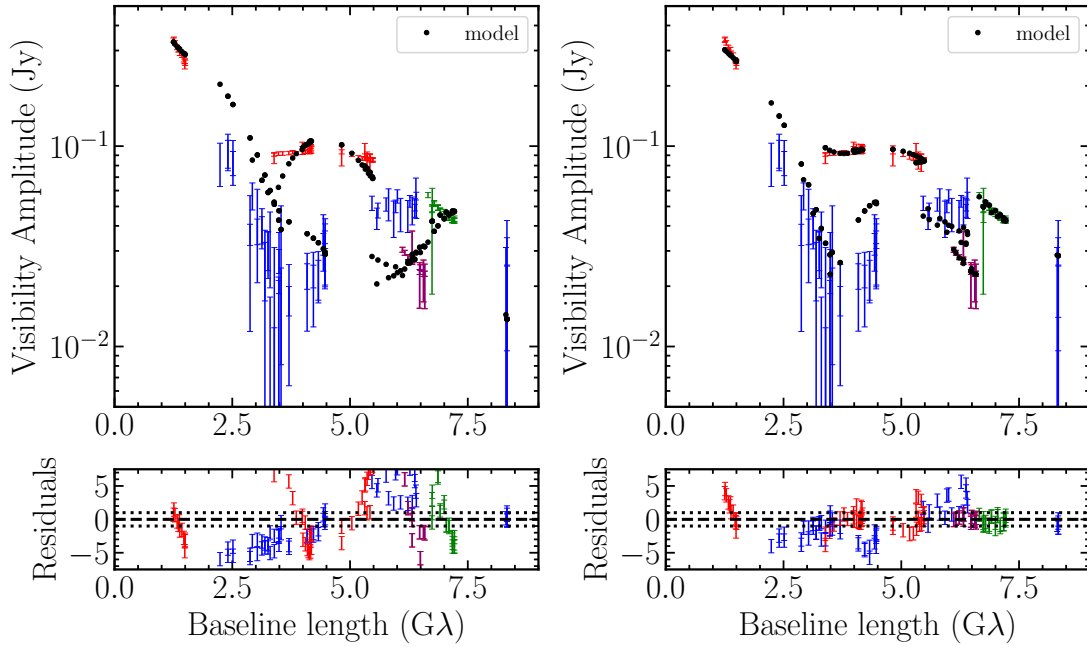 model
Visibility Amplitude (Jy)
10⁻¹
10⁻²
0.0 2.5 5.0 7.5
Residuals
5
0
−5
0.0 2.5 5.0 7.5
Baseline length (Gλ)
model
Visibility Amplitude (Jy)
10⁻¹
10⁻²
0.0 2.5 5.0 7.5
Residuals
5
0
−5
0.0 2.5 5.0 7.5
Baseline length (Gλ)